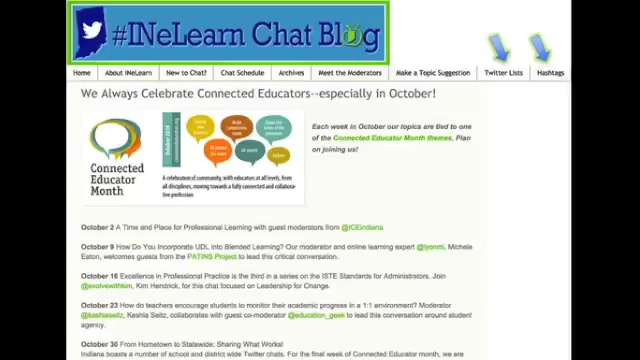 #INeLearn Chat Blog
Home About INeLearn New to Chat? Chat Schedule Archives Meet the Moderators Make a Topic Suggestion Twitter Lists Hashtags
We Always Celebrate Connected Educators--especially in October!
Connected
Educator
Month
October 2014
A celebration of community, with educators at all levels, from
all disciplines, moving towards a fully connected and collabora-
tive profession
Each week in October our topics are tied to one
of the Connected Educator Month themes. Plan
on joining us!
October 2 A Time and Place for Professional Learning with guest moderators from @ICEindiana
October 9 How Do You Incorporate UDL into Blended Learning? Our moderator and online learning expert @lyonmi, Michele
Eaton, welcomes guests from the PATINS Project to lead this critical conversation.
October 16 Excellence in Professional Practice is the third in a series on the ISTE Standards for Administrators. Join
@evolvewithkim, Kim Hendrick, for this chat focused on Leadership for Change.
October 23 How do teachers encourage students to monitor their academic progress in a 1:1 environment? Moderator
@kashiaseitz, Keshia Seitz, collaborates with guest co-moderator @education_geek to lead this conversation around student
agency.
October 30 From Hometown to Statewide: Sharing What Works!
Indiana boasts a number of school and district wide Twitter chats. For the final week of Connected Educator month, we are